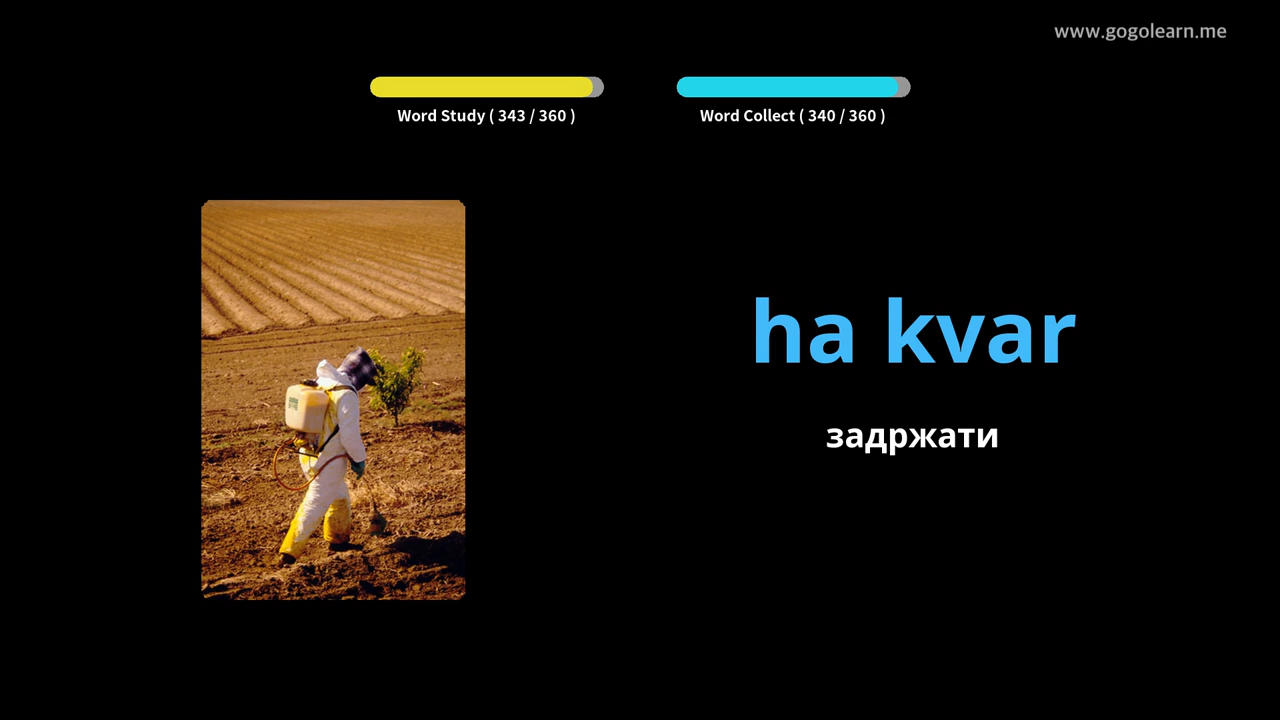 www.gogolearn.me
Word Study ( 343 / 360 )
Word Collect ( 340 / 360 )
ha kvar
задржати